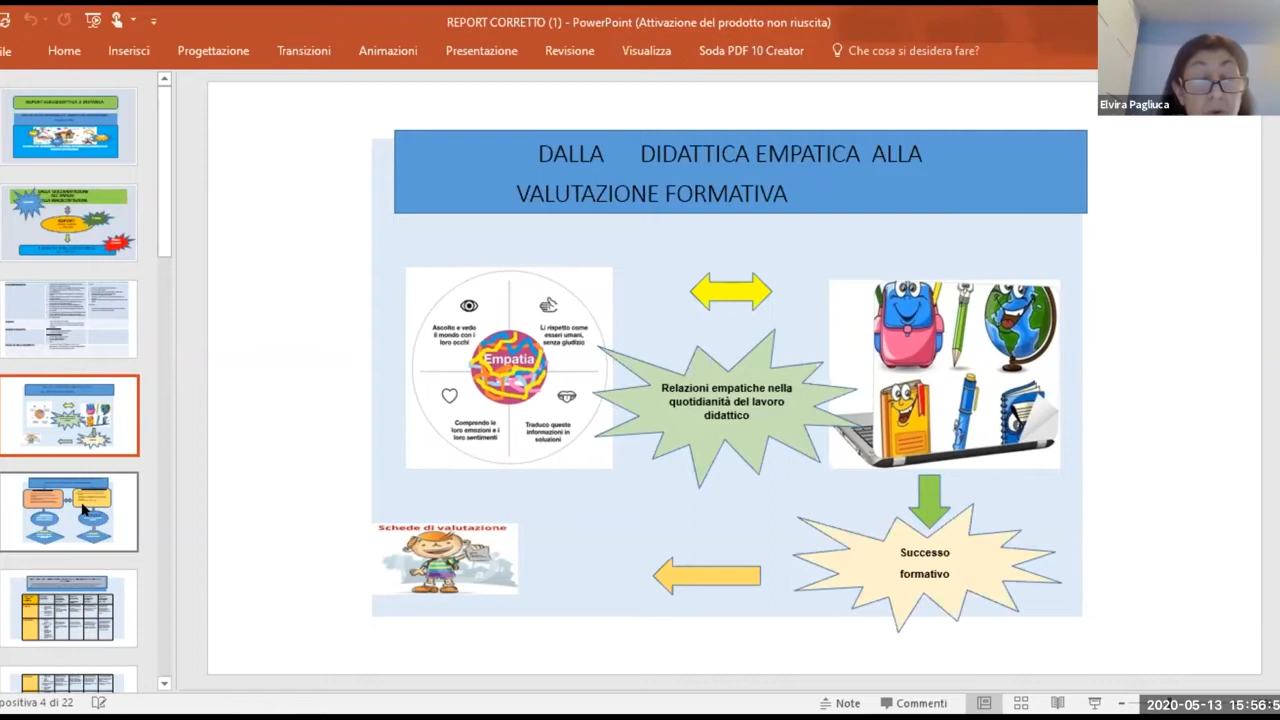 REPORT CORRETTO (1) - PowerPoint (Attivazione del prodotto non riuscita)
ile Home Inserisci Progettazione Transizioni Animazioni Presentazione Revisione Visualizza Soda PDF 10 Creator Che cosa si desidera fare?
Elvira Pagliuca
DALLA DIDATTICA EMPATICA ALLA
VALUTAZIONE FORMATIVA
Ascolto e vedo
il mondo con i
loro occhi
Li rispetto come
esseri umani,
senza giudizio
Empatia
Comprendo le
loro emozioni e i
loro sentimenti
Traduco queste
informazioni in
soluzioni
Relazioni empatiche nella
quotidianità del lavoro
didattico
Successo
formativo
Schede di valutazione
positiva 4 di 22
Note
Commenti
2020-05-13 15:56:5